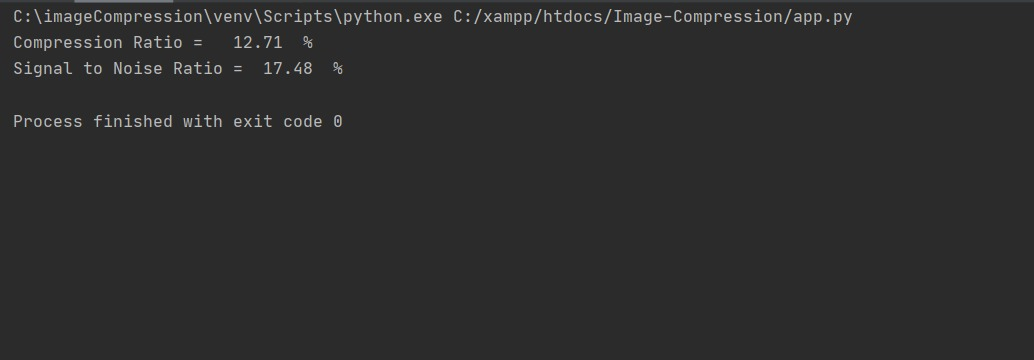 C:\imageCompression\venv\Scripts\python.exe C:/xampp/htdocs/Image-Compression/app.py
Compression Ratio =   12.71  %
Signal to Noise Ratio =  17.48  %
Process finished with exit code 0